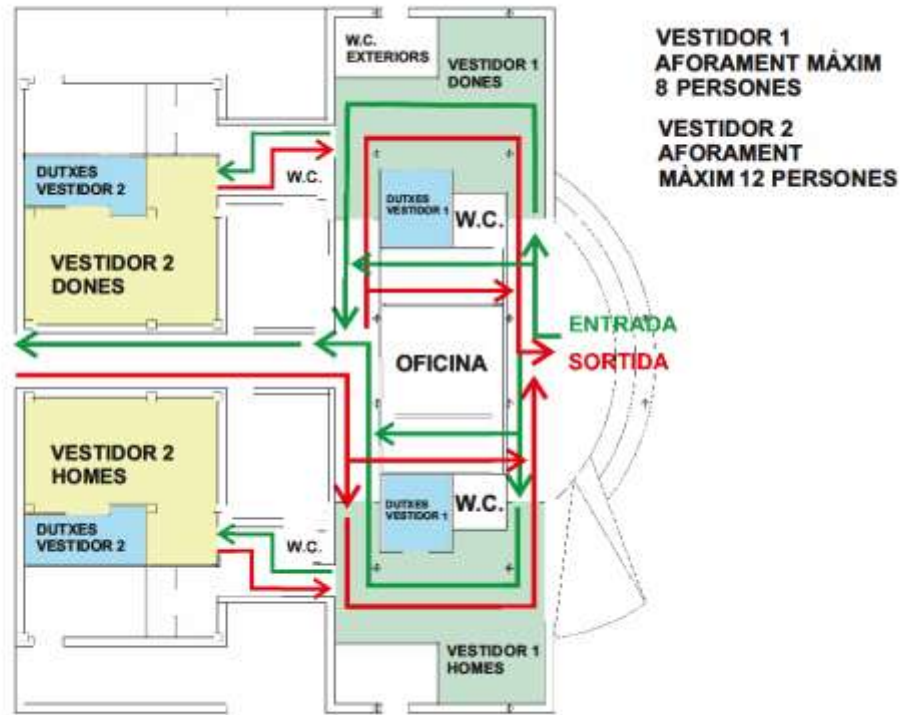 W.C.
EXTERIORS
VESTIDOR 1
DONES
VESTIDOR 1
AFORAMENT MÀXIM
8 PERSONES
VESTIDOR 2
AFORAMENT
MÀXIM 12 PERSONES
DUTXES
VESTIDOR 2
W.C.
DUTXES
VESTIDOR 1
W.C.
VESTIDOR 2
DONES
ENTRADA
SORTIDA
OFICINA
VESTIDOR 2
HOMES
DUTXES
VESTIDOR 1
W.C.
DUTXES
VESTIDOR 2
W.C.
VESTIDOR 1
HOMES